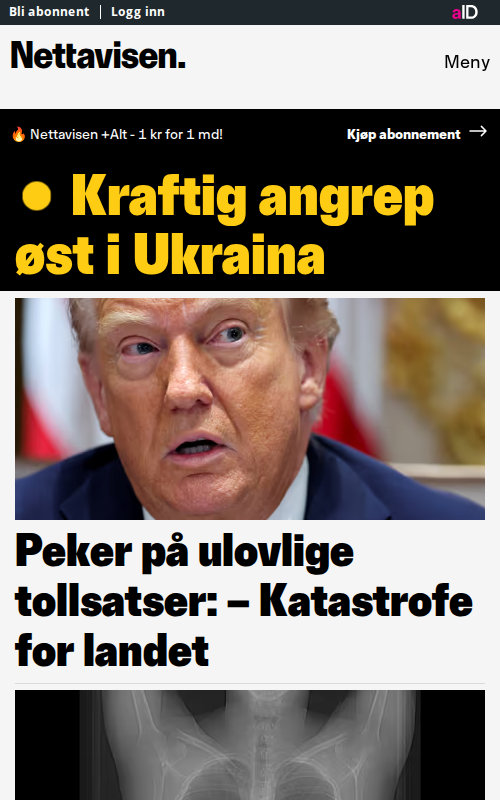 Bli abonnent | Logg inn
aID
Nettavisen.
Meny
🔥 Nettavisen +Alt - 1 kr for 1 md!
Kjøp abonnement →
Kraftig angrep
øst i Ukraina
Peker på ulovlige
tollsatser: – Katastrofe
for landet